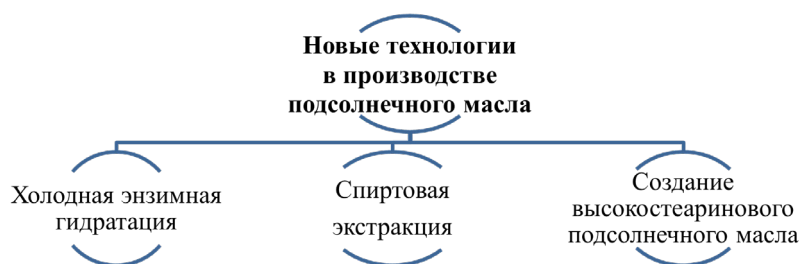 Новые технологии
в производстве
подсолнечного масла
Холодная энзимная
гидратация
Спиртовая
экстракция
Создание
высокостеаринового
подсолнечного масла